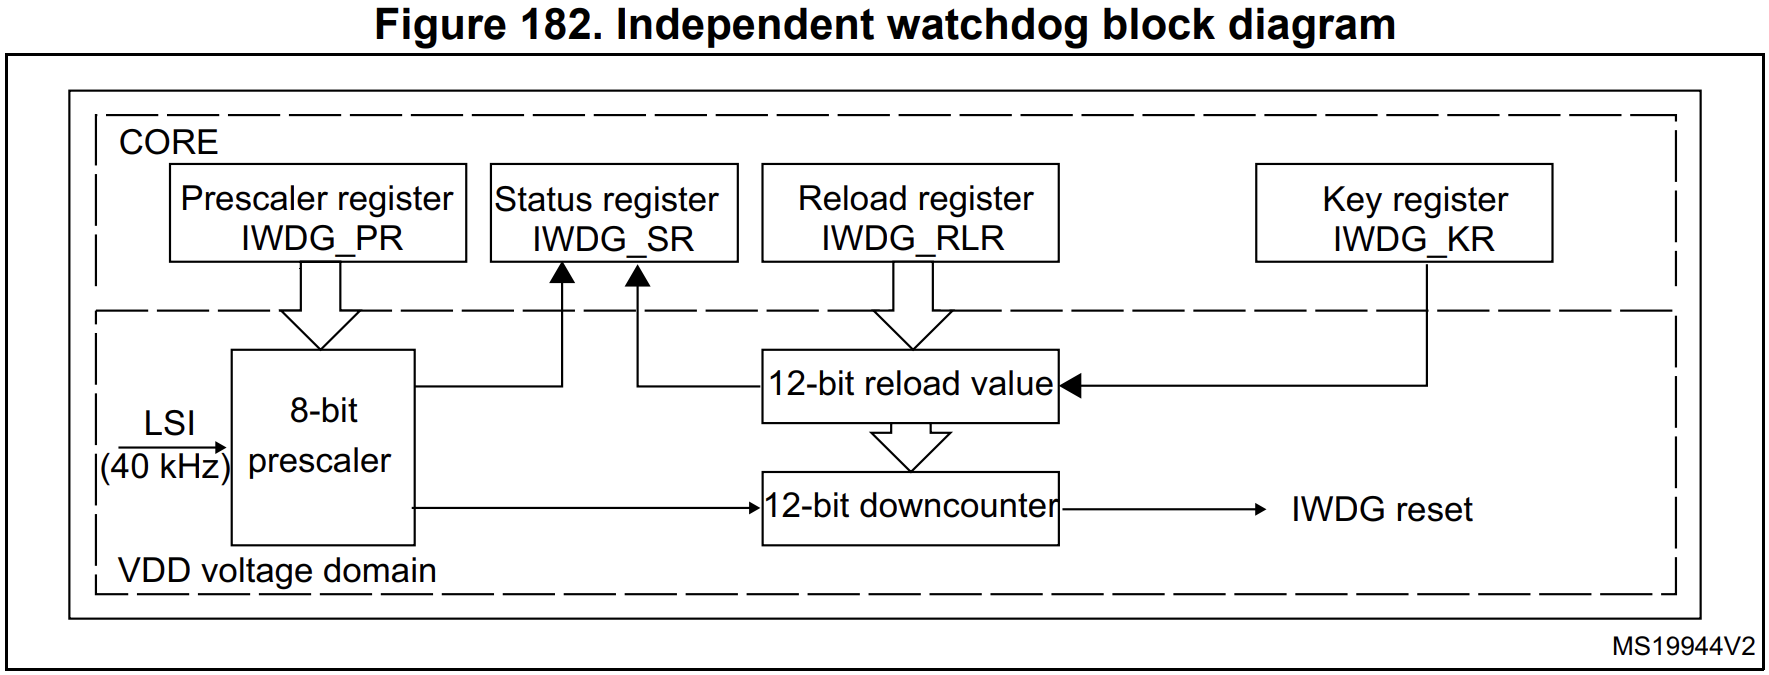 Figure 182. Independent watchdog block diagram
CORE
Prescaler register
IWDG_PR
Status register
IWDG_SR
Reload register
IWDG_RLR
Key register
IWDG_KR
LSI
(40 kHz)
8-bit
prescaler
12-bit reload value
12-bit downcounter
IWDG reset
VDD voltage domain
MS19944V2